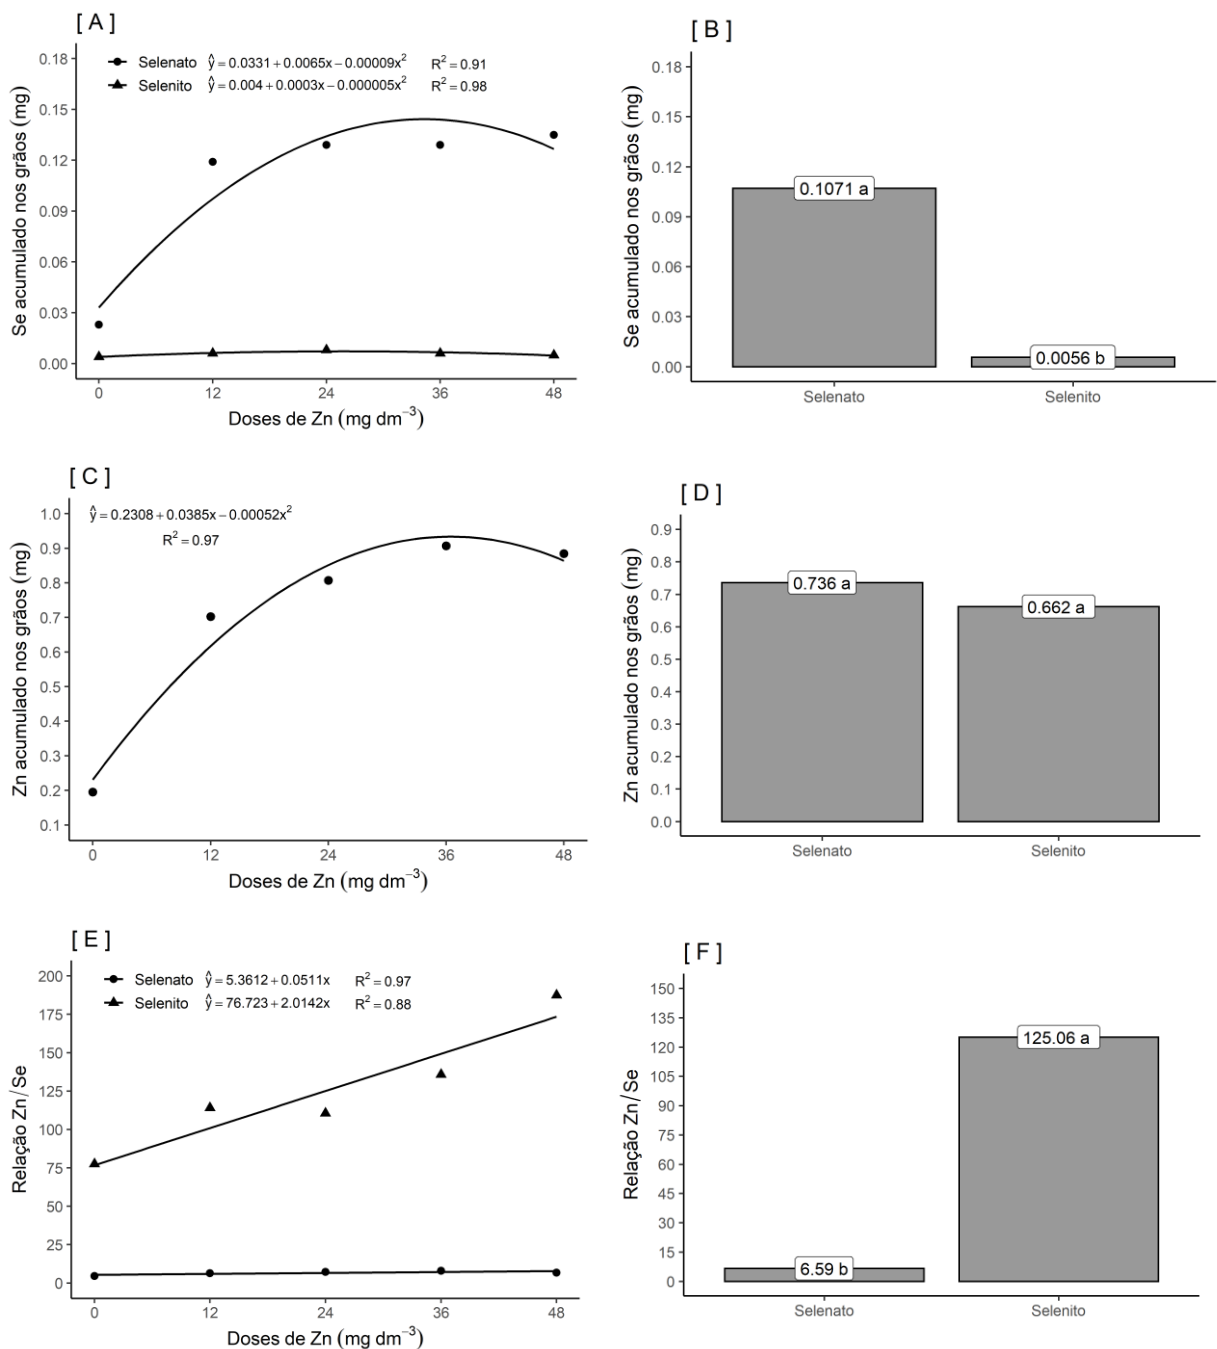 [ A ]
Se acumulado nos grãos (mg)
0.18
0.15
0.12
0.09
0.06
0.03
0.00
Selenato ŷ = 0.0331 + 0.0065x − 0.00009x² R² = 0.91
Selenito ŷ = 0.004 + 0.0003x − 0.000005x² R² = 0.98
0 12 24 36 48
Doses de Zn (mg dm⁻³)
[ B ]
Se acumulado nos grãos (mg)
0.18
0.15
0.12
0.09
0.06
0.03
0.00
0.1071 a
0.0056 b
Selenato Selenito
[ C ]
Zn acumulado nos grãos (mg)
1.0
0.9
0.8
0.7
0.6
0.5
0.4
0.3
0.2
0.1
ŷ = 0.2308 + 0.0385x − 0.00052x²
R² = 0.97
0 12 24 36 48
Doses de Zn (mg dm⁻³)
[ D ]
Zn acumulado nos grãos (mg)
0.9
0.8
0.7
0.6
0.5
0.4
0.3
0.2
0.1
0.0
0.736 a
0.662 a
Selenato Selenito
[ E ]
Relação Zn/Se
200
175
150
125
100
75
50
25
0
Selenato ŷ = 5.3612 + 0.0511x R² = 0.97
Selenito ŷ = 76.723 + 2.0142x R² = 0.88
0 12 24 36 48
Doses de Zn (mg dm⁻³)
[ F ]
Relação Zn/Se
150
135
120
105
90
75
60
45
30
15
0
6.59 b
125.06 a
Selenato Selenito